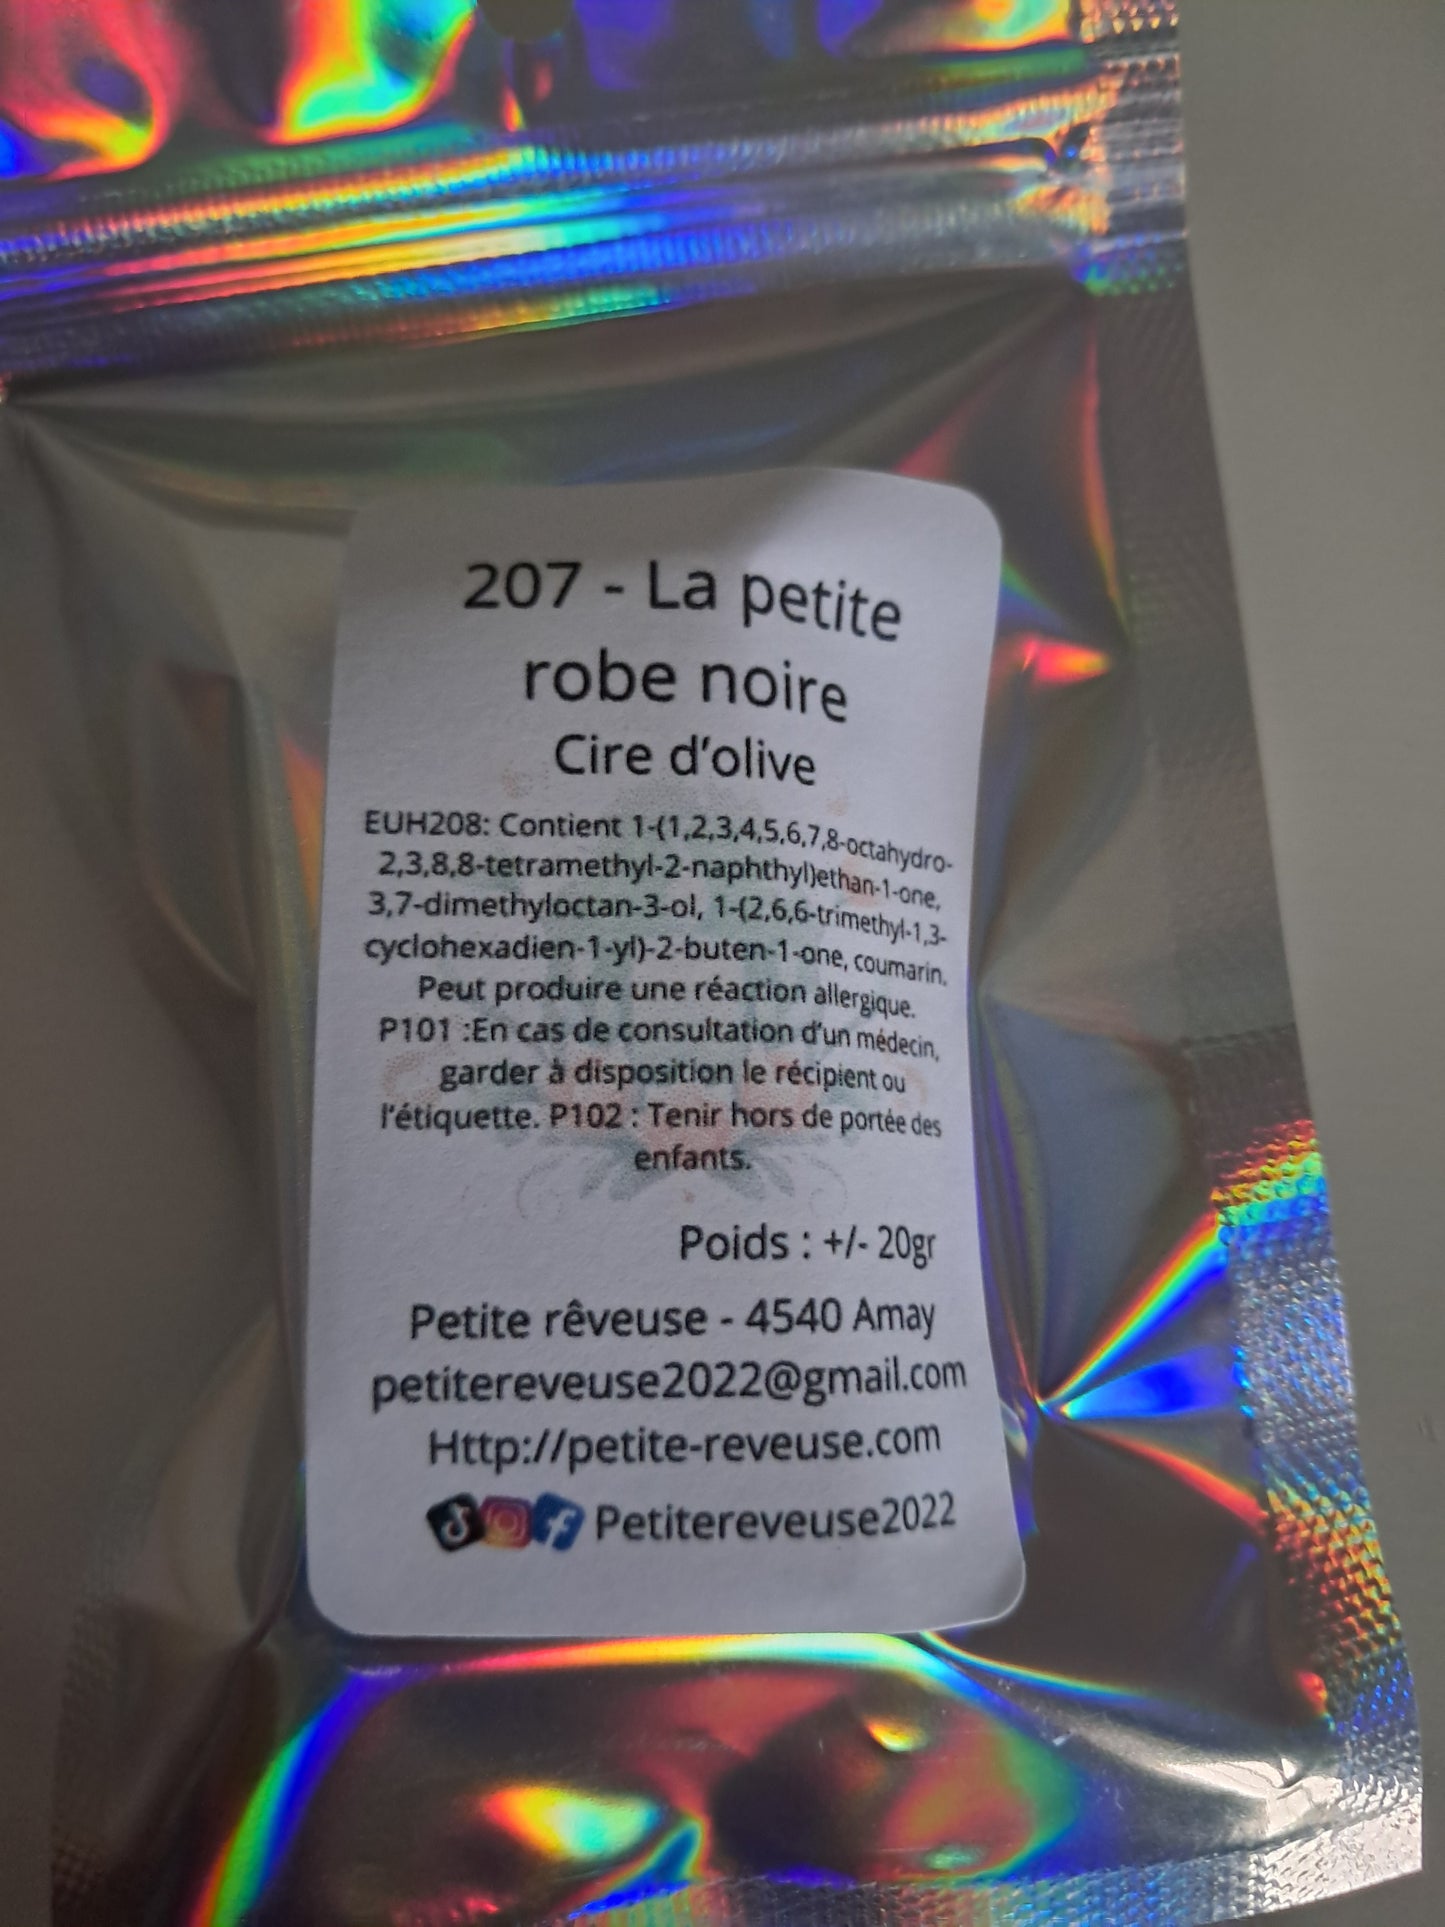 207 - La petite
robe noire
Cire d'olive
EUH208: Contient 1-(1,2,3,4,5,6,7,8-octahydro-
2,3,8,8-tetramethyl-2-naphthyl)ethan-1-one,
3,7-dimethyloctan-3-ol, 1-(2,6,6-trimethyl-1,3-
cyclohexadien-1-yl)-2-buten-1-one, coumarin.
Peut produire une réaction allergique.
P101 :En cas de consultation d'un médecin,
garder à disposition le récipient ou
l'étiquette. P102 : Tenir hors de portée des
enfants.
Poids : +/- 20gr
Petite rêveuse - 4540 Amay
petitereveuse2022@gmail.com
Http://petite-reveuse.com
Petitereveuse2022